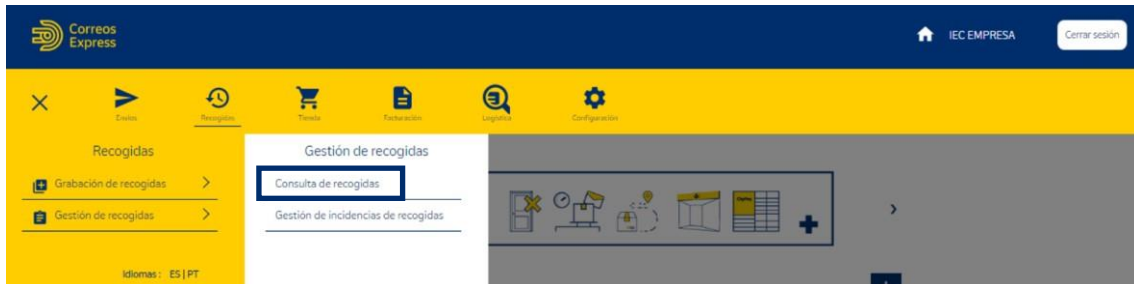 Correos
Express
IEC EMPRESA
Cerrar sesión
Envíos
Recogidas
Tienda
Facturación
Logística
Configuración
Recogidas
Grabación de recogidas
Gestión de recogidas
Idiomas : ES | PT
Gestión de recogidas
Consulta de recogidas
Gestión de incidencias de recogidas